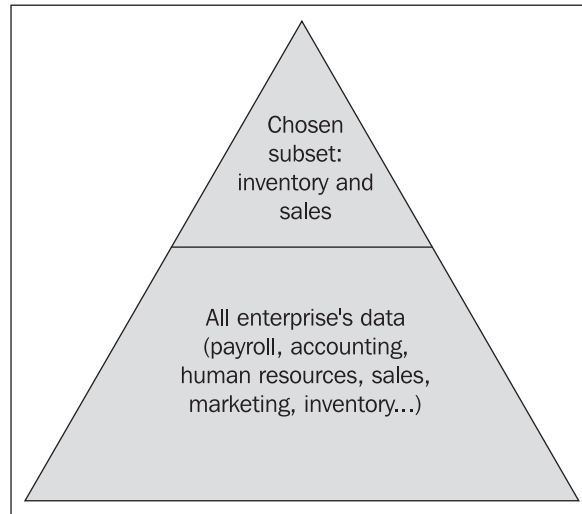 Chosen
subset:
inventory and
sales
All enterprise's data
(payroll, accounting,
human resources, sales,
marketing, inventory...)